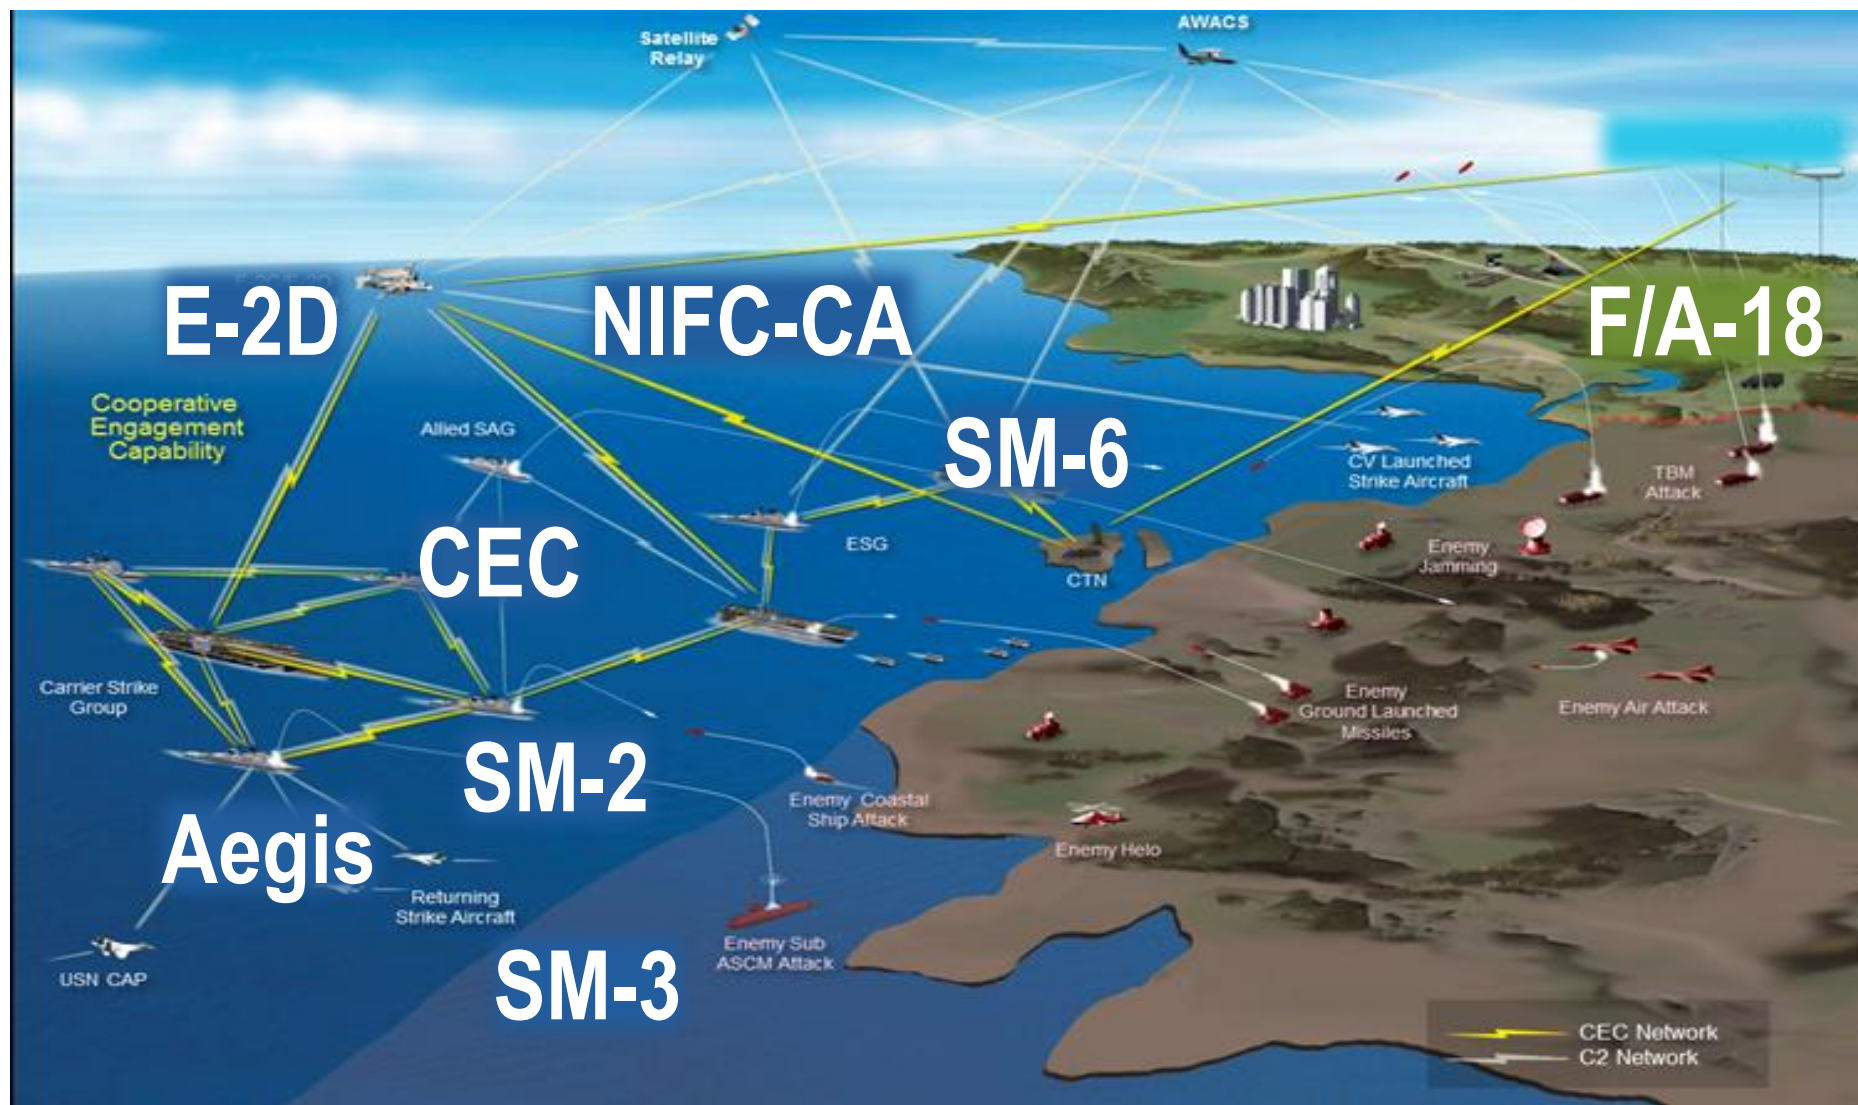 Satellite
Relay
AWACS
E-2D
NIFC-CA
F/A-18
Cooperative
Engagement
Capability
Allied SAG
SM-6
CV Launched
Strike Aircraft
TBM
Attack
CEC
ESG
CTN
Enemy
Jamming
Carrier Strike
Group
Enemy
Ground Launched
Missiles
Enemy Air Attack
SM-2
Enemy Coastal
Ship Attack
Aegis
Enemy Helo
Returning
Strike Aircraft
Enemy Sub
ASCM Attack
USN CAP
SM-3
CEC Network
C2 Network